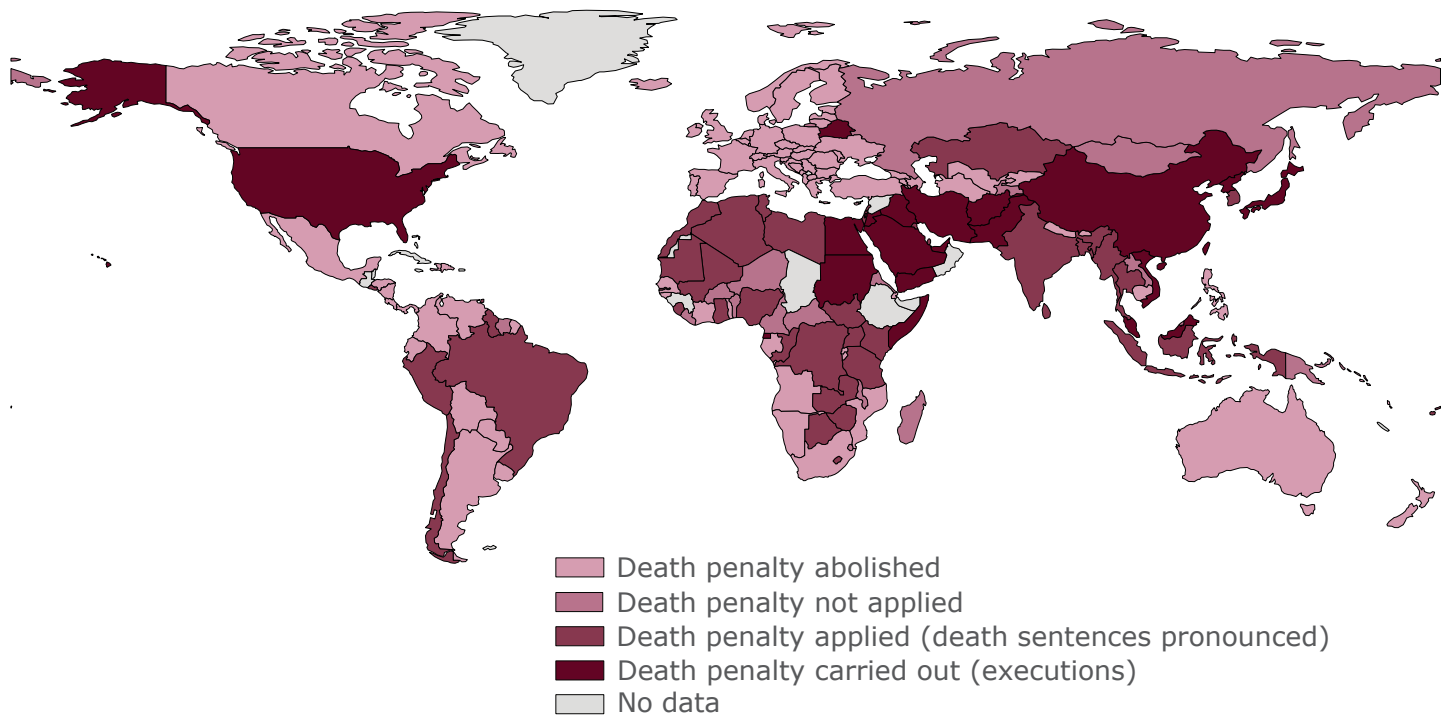 Death penalty abolished
Death penalty not applied
Death penalty applied (death sentences pronounced)
Death penalty carried out (executions)
No data